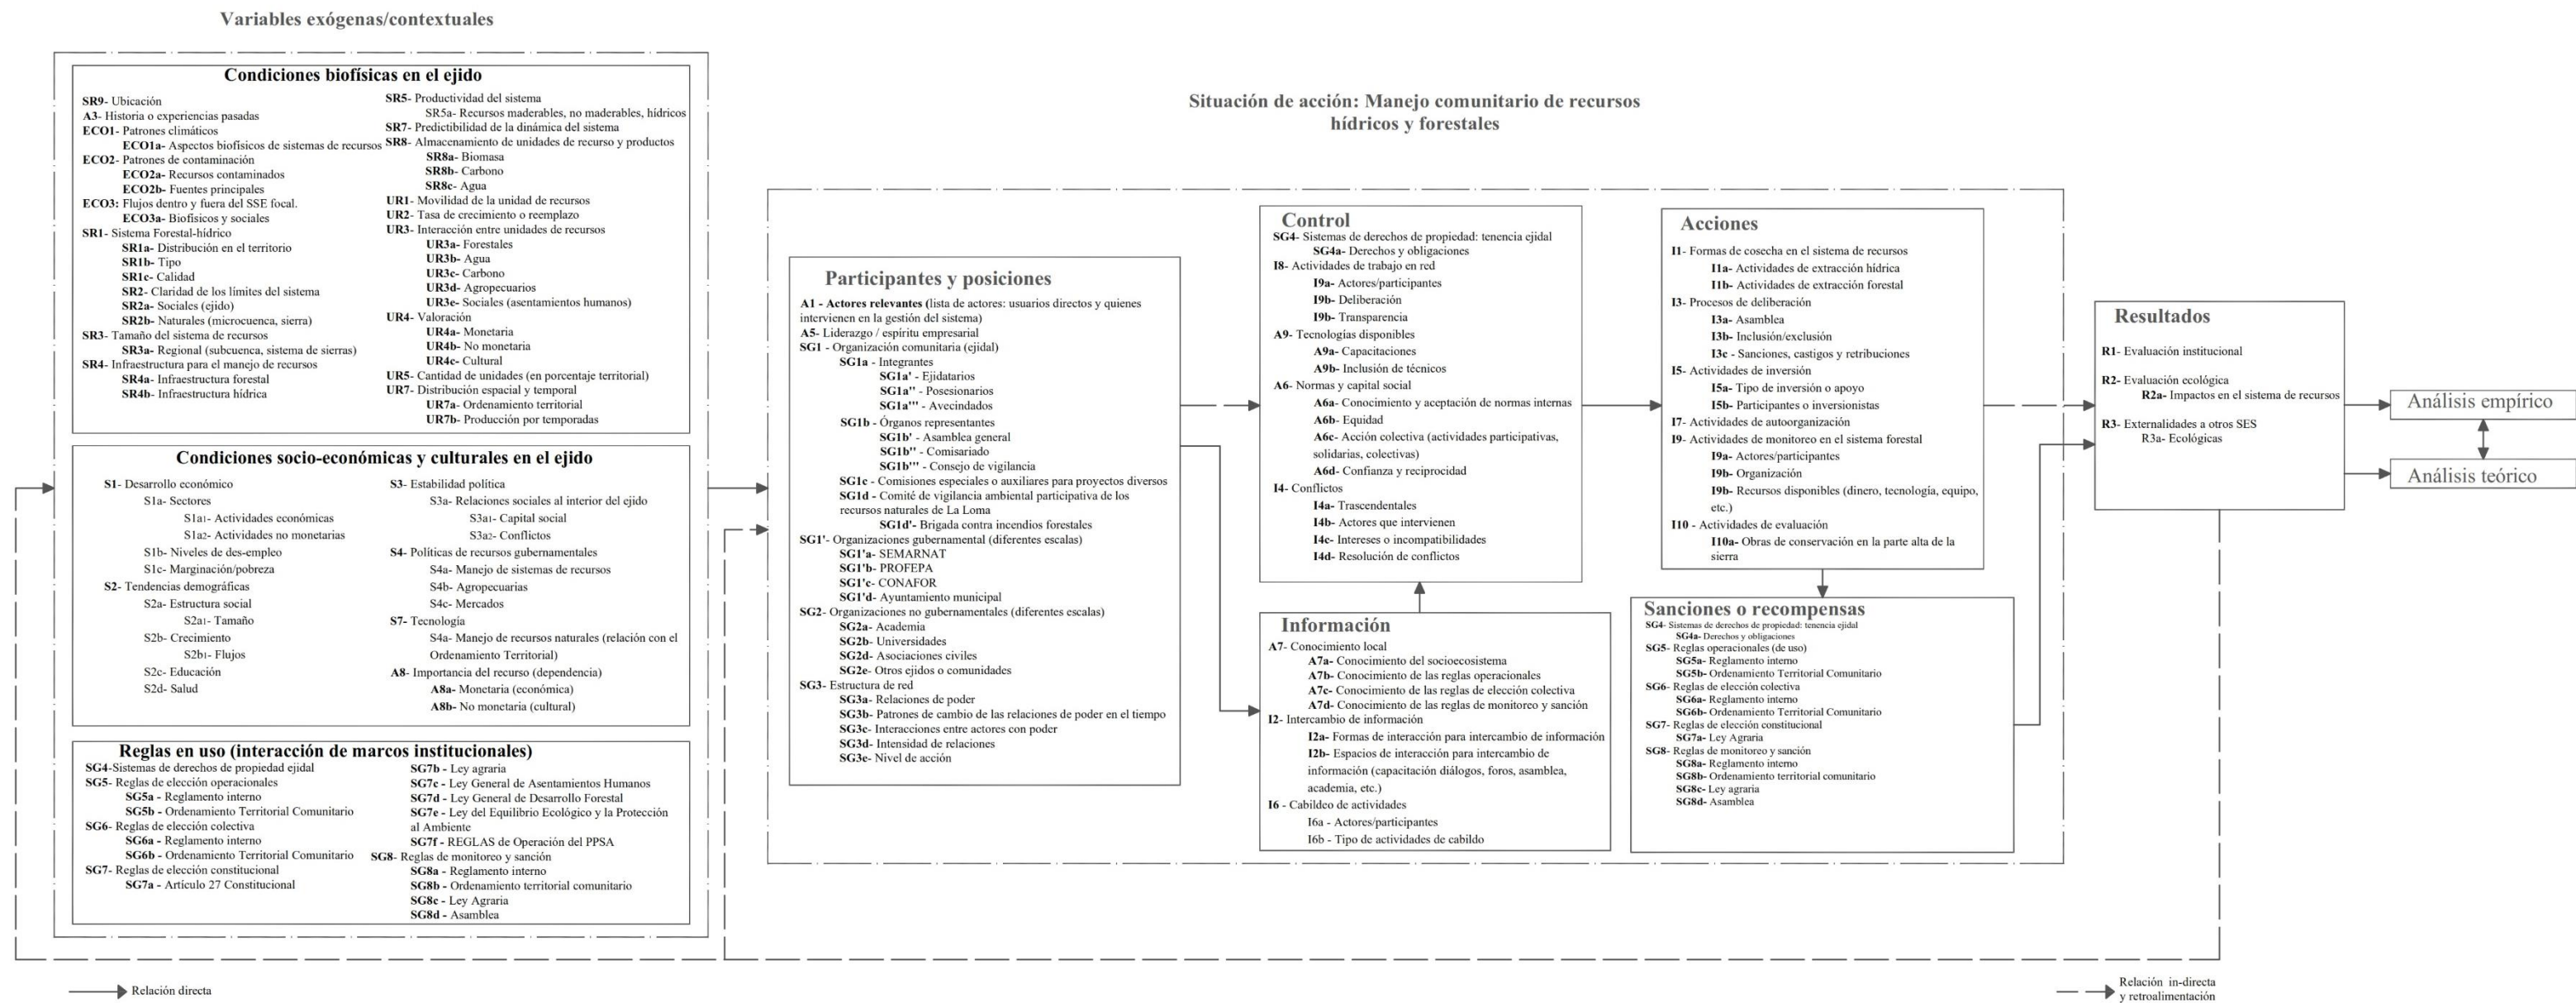 Variables exógenas/contextuales
Condiciones biofísicas en el ejido
SR9- Ubicación
A3- Historia o experiencias pasadas
ECO1- Patrones climáticos
ECO1a- Aspectos biofísicos de sistemas de recursos
ECO2- Patrones de contaminación
ECO2a- Recursos contaminados
ECO2b- Fuentes principales
ECO3: Flujos dentro y fuera del SSE focal.
ECO3a- Biofísicos y sociales
SR1- Sistema Forestal-hídrico
SR1a- Distribución en el territorio
SR1b- Tipo
SR1c- Calidad
SR2- Claridad de los límites del sistema
SR2a- Sociales (ejido)
SR2b- Naturales (microcuenca, sierra)
SR3- Tamaño del sistema de recursos
SR3a- Regional (subcuenca, sistema de sierras)
SR4- Infraestructura para el manejo de recursos
SR4a- Infraestructura forestal
SR4b- Infraestructura hídrica
SR5- Productividad del sistema
SR5a- Recursos maderables, no maderables, hídricos
SR7- Predictibilidad de la dinámica del sistema
SR8- Almacenamiento de unidades de recurso y productos
SR8a- Biomasa
SR8b- Carbono
SR8c- Agua
UR1- Movilidad de la unidad de recursos
UR2- Tasa de crecimiento o reemplazo
UR3- Interacción entre unidades de recursos
UR3a- Forestales
UR3b- Agua
UR3c- Carbono
UR3d- Agropecuarios
UR3e- Sociales (asentamientos humanos)
UR4- Valoración
UR4a- Monetaria
UR4b- No monetaria
UR4c- Cultural
UR5- Cantidad de unidades (en porcentaje territorial)
UR7- Distribución espacial y temporal
UR7a- Ordenamiento territorial
UR7b- Producción por temporadas
Condiciones socio-económicas y culturales en el ejido
S1- Desarrollo económico
S1a- Sectores
S1a1- Actividades económicas
S1a2- Actividades no monetarias
S1b- Niveles de des-empleo
S1c- Marginación/pobreza
S2- Tendencias demográficas
S2a- Estructura social
S2a1- Tamaño
S2b- Crecimiento
S2b1- Flujos
S2c- Educación
S2d- Salud
S3- Estabilidad política
S3a- Relaciones sociales al interior del ejido
S3a1- Capital social
S3a2- Conflictos
S4- Políticas de recursos gubernamentales
S4a- Manejo de sistemas de recursos
S4b- Agropecuarias
S4c- Mercados
S7- Tecnología
S4a- Manejo de recursos naturales (relación con el
Ordenamiento Territorial)
A8- Importancia del recurso (dependencia)
A8a- Monetaria (económica)
A8b- No monetaria (cultural)
Reglas en uso (interacción de marcos institucionales)
SG4-Sistemas de derechos de propiedad ejidal
SG5- Reglas de elección operacionales
SG5a - Reglamento interno
SG5b - Ordenamiento Territorial Comunitario
SG6- Reglas de elección colectiva
SG6a - Reglamento interno
SG6b - Ordenamiento Territorial Comunitario
SG7- Reglas de elección constitucional
SG7a - Artículo 27 Constitucional
SG7b - Ley agraria
SG7c - Ley General de Asentamientos Humanos
SG7d - Ley General de Desarrollo Forestal
SG7e - Ley del Equilibrio Ecológico y la Protección
al Ambiente
SG7f - REGLAS de Operación del PPSA
SG8- Reglas de monitoreo y sanción
SG8a - Reglamento interno
SG8b - Ordenamiento territorial comunitario
SG8c - Ley Agraria
SG8d - Asamblea
Situación de acción: Manejo comunitario de recursos
hídricos y forestales
Participantes y posiciones
A1 - Actores relevantes (lista de actores: usuarios directos y quienes
intervienen en la gestión del sistema)
A5- Liderazgo / espíritu empresarial
SG1 - Organización comunitaria (ejidal)
SG1a - Integrantes
SG1a' - Ejidatarios
SG1a'' - Posesionarios
SG1a''' - Avecindados
SG1b - Órganos representantes
SG1b' - Asamblea general
SG1b'' - Comisariado
SG1b''' - Consejo de vigilancia
SG1c - Comisiones especiales o auxiliares para proyectos diversos
SG1d - Comité de vigilancia ambiental participativa de los
recursos naturales de La Loma
SG1d'- Brigada contra incendios forestales
SG1'- Organizaciones gubernamental (diferentes escalas)
SG1'a- SEMARNAT
SG1'b- PROFEPA
SG1'c- CONAFOR
SG1'd- Ayuntamiento municipal
SG2- Organizaciones no gubernamentales (diferentes escalas)
SG2a- Academia
SG2b- Universidades
SG2d- Asociaciones civiles
SG2e- Otros ejidos o comunidades
SG3- Estructura de red
SG3a- Relaciones de poder
SG3b- Patrones de cambio de las relaciones de poder en el tiempo
SG3c- Interacciones entre actores con poder
SG3d- Intensidad de relaciones
SG3e- Nivel de acción
Control
SG4- Sistemas de derechos de propiedad: tenencia ejidal
SG4a- Derechos y obligaciones
I8- Actividades de trabajo en red
I9a- Actores/participantes
I9b- Deliberación
I9b- Transparencia
A9- Tecnologías disponibles
A9a- Capacitaciones
A9b- Inclusión de técnicos
A6- Normas y capital social
A6a- Conocimiento y aceptación de normas internas
A6b- Equidad
A6c- Acción colectiva (actividades participativas,
solidarias, colectivas)
A6d- Confianza y reciprocidad
I4- Conflictos
I4a- Trascendentales
I4b- Actores que intervienen
I4c- Intereses o incompatibilidades
I4d- Resolución de conflictos
Información
A7- Conocimiento local
A7a- Conocimiento del socioecosistema
A7b- Conocimiento de las reglas operacionales
A7c- Conocimiento de las reglas de elección colectiva
A7d- Conocimiento de las reglas de monitoreo y sanción
I2- Intercambio de información
I2a- Formas de interacción para intercambio de información
I2b- Espacios de interacción para intercambio de
información (capacitación diálogos, foros, asamblea,
academia, etc.)
I6 - Cabildeo de actividades
I6a - Actores/participantes
I6b - Tipo de actividades de cabildo
Acciones
I1- Formas de cosecha en el sistema de recursos
I1a- Actividades de extracción hídrica
I1b- Actividades de extracción forestal
I3- Procesos de deliberación
I3a- Asamblea
I3b- Inclusión/exclusión
I3c - Sanciones, castigos y retribuciones
I5- Actividades de inversión
I5a- Tipo de inversión o apoyo
I5b- Participantes o inversionistas
I7- Actividades de autoorganización
I9- Actividades de monitoreo en el sistema forestal
I9a- Actores/participantes
I9b- Organización
I9b- Recursos disponibles (dinero, tecnología, equipo,
etc.)
I10 - Actividades de evaluación
I10a- Obras de conservación en la parte alta de la
sierra
Sanciones o recompensas
SG4- Sistemas de derechos de propiedad: tenencia ejidal
SG4a- Derechos y obligaciones
SG5- Reglas operacionales (de uso)
SG5a- Reglamento interno
SG5b- Ordenamiento Territorial Comunitario
SG6- Reglas de elección colectiva
SG6a- Reglamento interno
SG6b- Ordenamiento Territorial Comunitario
SG7- Reglas de elección constitucional
SG7a- Ley Agraria
SG8- Reglas de monitoreo y sanción
SG8a- Reglamento interno
SG8b- Ordenamiento territorial comunitario
SG8c- Ley agraria
SG8d- Asamblea
Resultados
R1- Evaluación institucional
R2- Evaluación ecológica
R2a- Impactos en el sistema de recursos
R3- Externalidades a otros SES
R3a- Ecológicas
Análisis empírico
Análisis teórico
Relación directa
Relación in-directa
y retroalimentación